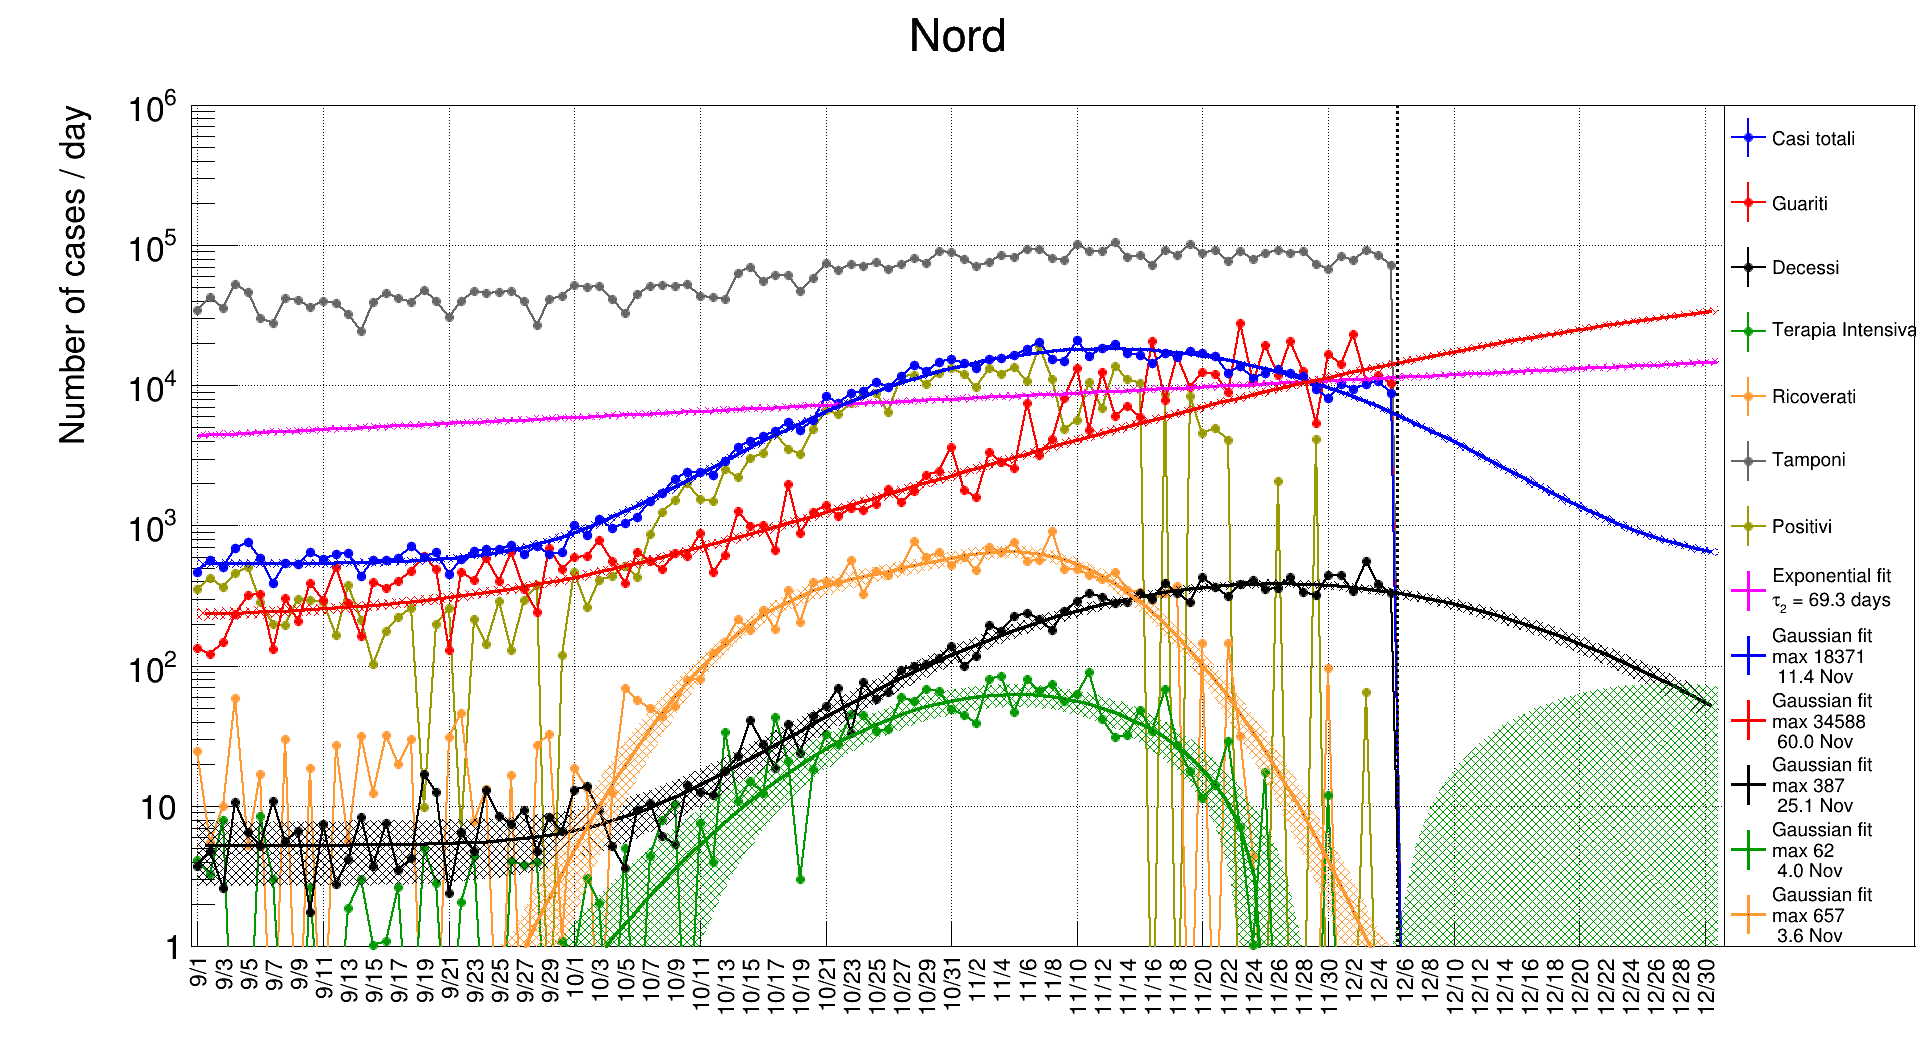 Nord
Number of cases / day
10^6
10^5
10^4
10^3
10^2
10
1
9/1
9/3
9/5
9/7
9/9
9/11
9/13
9/15
9/17
9/19
9/21
9/23
9/25
9/27
9/29
10/1
10/3
10/5
10/7
10/9
10/11
10/13
10/15
10/17
10/19
10/21
10/23
10/25
10/27
10/29
10/31
11/2
11/4
11/6
11/8
11/10
11/12
11/14
11/16
11/18
11/20
11/22
11/24
11/26
11/28
11/30
12/2
12/4
12/6
12/8
12/10
12/12
12/14
12/16
12/18
12/20
12/22
12/24
12/26
12/28
12/30
Casi totali
Guariti
Decessi
Terapia Intensiva
Ricoverati
Tamponi
Positivi
Exponential fit
τ₂ = 69.3 days
Gaussian fit
max 18371
11.4 Nov
Gaussian fit
max 34588
60.0 Nov
Gaussian fit
max 387
25.1 Nov
Gaussian fit
max 62
4.0 Nov
Gaussian fit
max 657
3.6 Nov